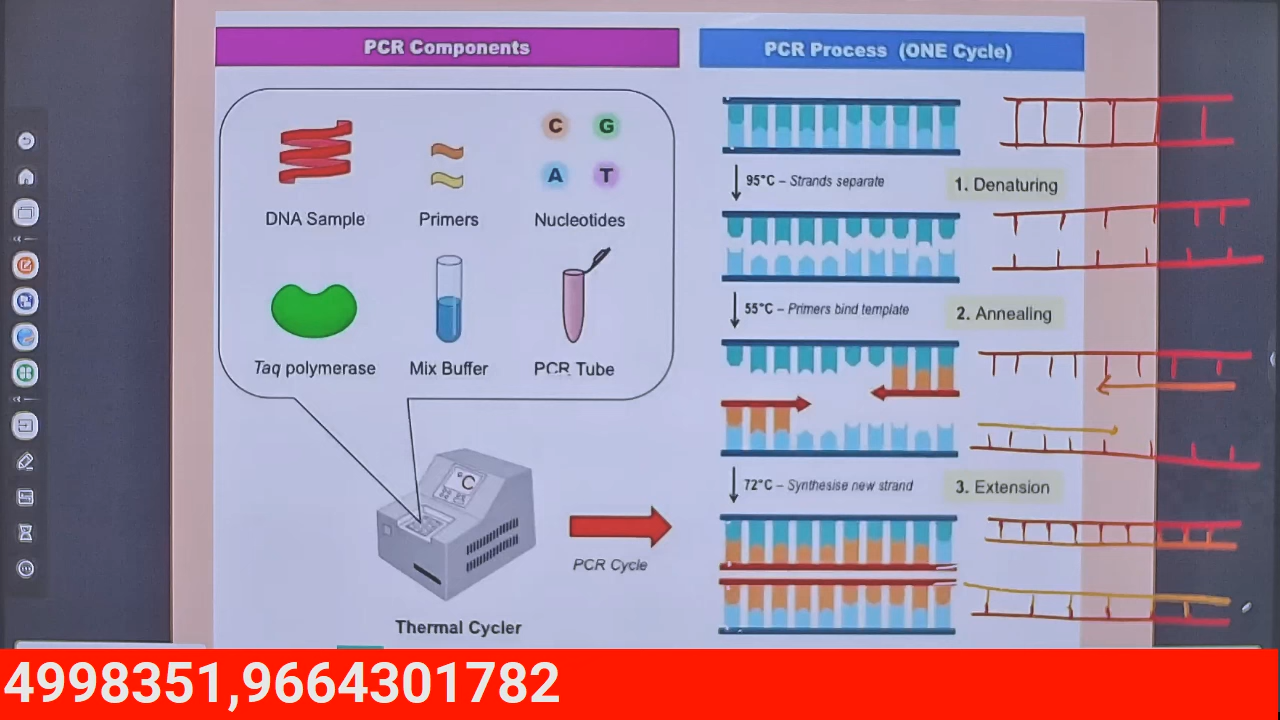 PCR Components
PCR Process (ONE Cycle)
C G
A T
DNA Sample
Primers
Nucleotides
Taq polymerase
Mix Buffer
PCR Tube
°C
PCR Cycle
Thermal Cycler
95°C – Strands separate
1. Denaturing
55°C – Primers bind template
2. Annealing
72°C – Synthesise new strand
3. Extension
4998351,9664301782